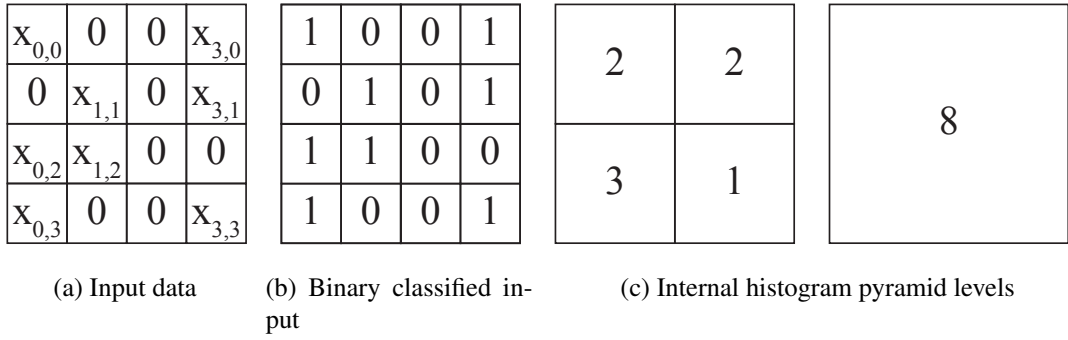 x0,0 0 0 x3,0
0 x1,1 0 x3,1
x0,2 x1,2 0 0
x0,3 0 0 x3,3
1 0 0 1
0 1 0 1
1 1 0 0
1 0 0 1
2 2
3 1
8
(a) Input data
(b) Binary classified in-
put
(c) Internal histogram pyramid levels